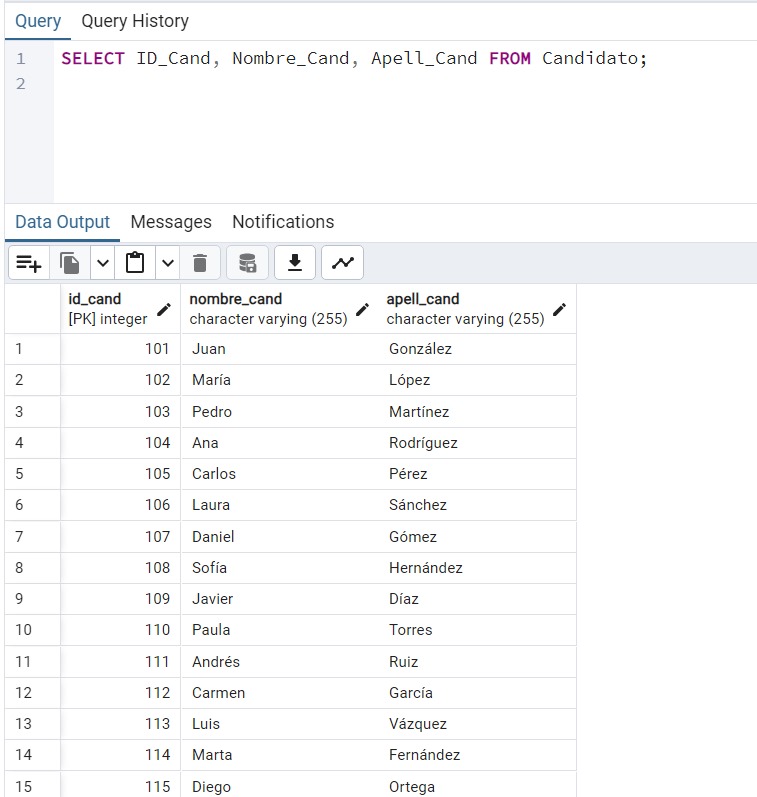 Query Query History
1 SELECT ID_Cand, Nombre_Cand, Apell_Cand FROM Candidato;
2
Data Output Messages Notifications
id_cand nombre_cand apell_cand
[PK] integer character varying (255) character varying (255)
1 101 Juan González
2 102 María López
3 103 Pedro Martínez
4 104 Ana Rodríguez
5 105 Carlos Pérez
6 106 Laura Sánchez
7 107 Daniel Gómez
8 108 Sofía Hernández
9 109 Javier Díaz
10 110 Paula Torres
11 111 Andrés Ruiz
12 112 Carmen García
13 113 Luis Vázquez
14 114 Marta Fernández
15 115 Diego Ortega